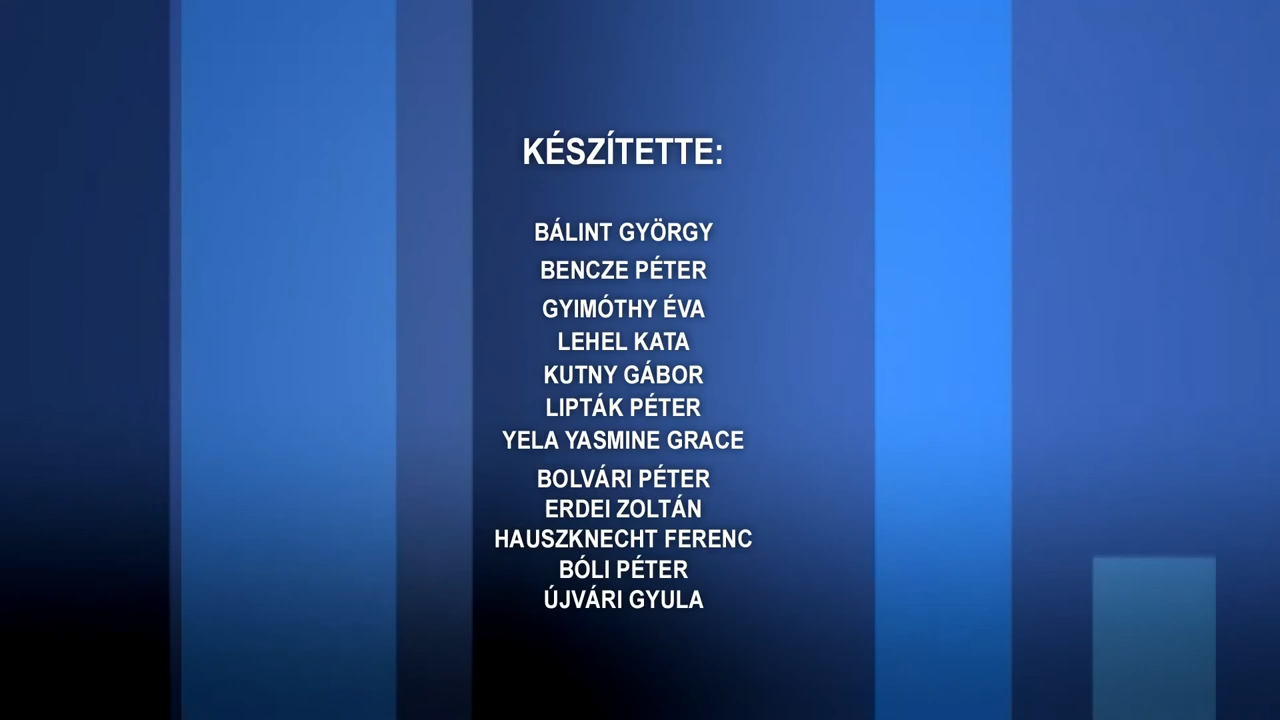 KÉSZÍTETTE:
BÁLINT GYÖRGY
BENCZE PÉTER
GYIMÓTHY ÉVA
LEHEL KATA
KUTNY GÁBOR
LIPTÁK PÉTER
YELA YASMINE GRACE
BOLVÁRI PÉTER
ERDEI ZOLTÁN
HAUSZKNECHT FERENC
BÓLI PÉTER
ÚJVÁRI GYULA